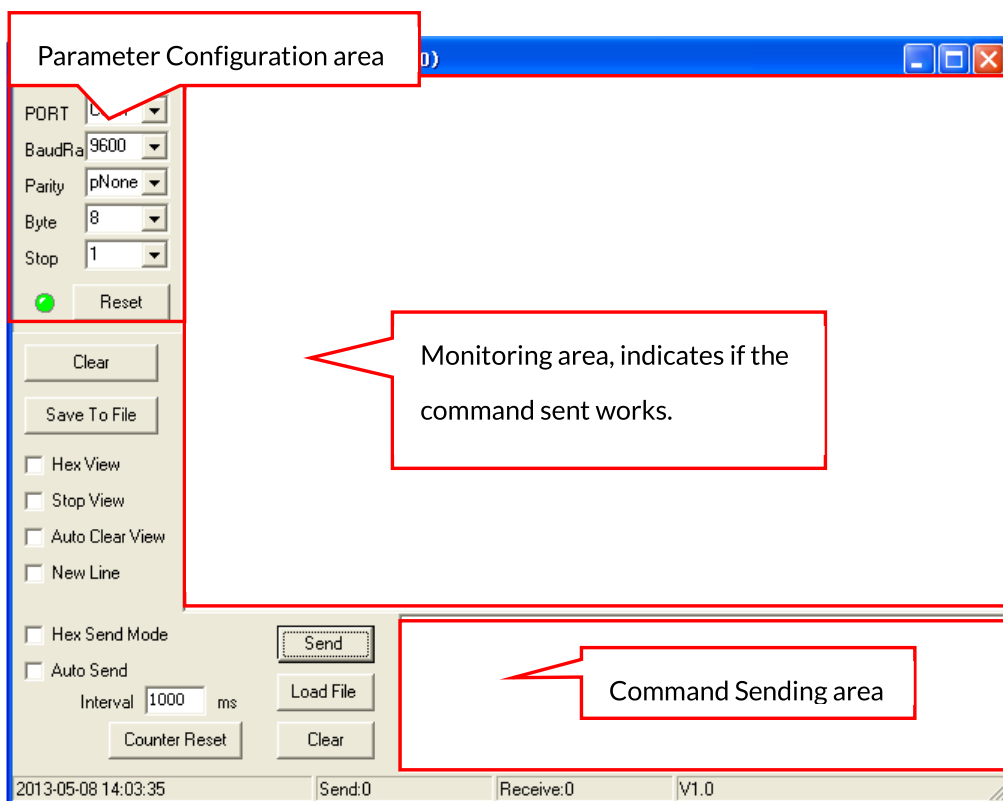 Parameter Configuration area
0)
PORT
BaudRa 9600
Parity pNone
Byte 8
Stop 1
Reset
Clear
Save To File
Monitoring area, indicates if the
command sent works.
Hex View
Stop View
Auto Clear View
New Line
Hex Send Mode
Send
Auto Send
Interval 1000 ms
Load File
Counter Reset
Clear
Command Sending area
2013-05-08 14:03:35
Send:0
Receive:0
V1.0